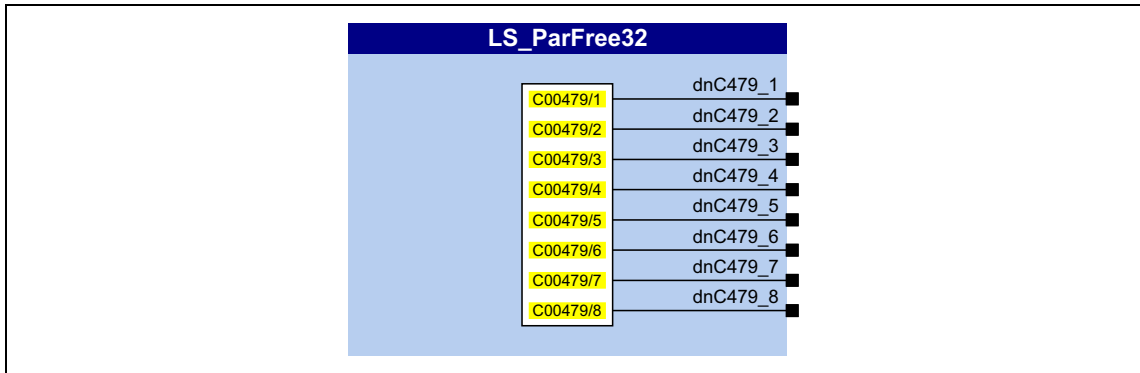 LS_ParFree32
C00479/1 dnC479_1
C00479/2 dnC479_2
C00479/3 dnC479_3
C00479/4 dnC479_4
C00479/5 dnC479_5
C00479/6 dnC479_6
C00479/7 dnC479_7
C00479/8 dnC479_8